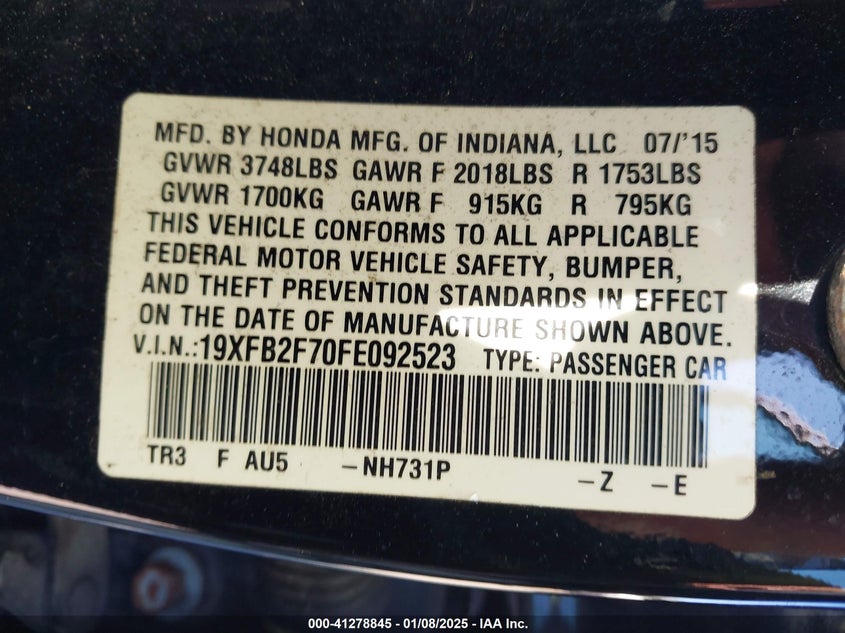 MFD. BY HONDA MFG. OF INDIANA, LLC 07/'15
GVWR 3748LBS GAWR F 2018LBS R 1753LBS
GVWR 1700KG GAWR F 915KG R 795KG
THIS VEHICLE CONFORMS TO ALL APPLICABLE
FEDERAL MOTOR VEHICLE SAFETY, BUMPER,
AND THEFT PREVENTION STANDARDS IN EFFECT
ON THE DATE OF MANUFACTURE SHOWN ABOVE.
V.I.N.:19XFB2F70FE092523 TYPE: PASSENGER CAR
TR3 F AU5 -NH731P -Z -E
000-41278845 - 01/08/2025 - IAA Inc.